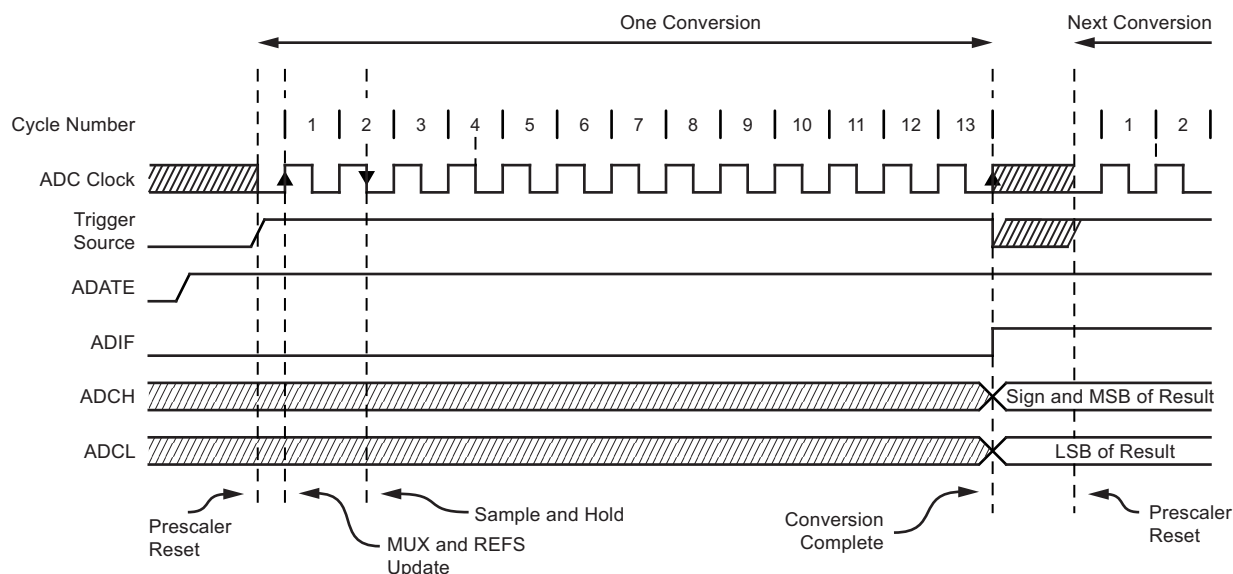 One Conversion
Next Conversion
Cycle Number
1 2 3 4 5 6 7 8 9 10 11 12 13 1 2
ADC Clock
Trigger
Source
ADATE
ADIF
ADCH
Sign and MSB of Result
ADCL
LSB of Result
Prescaler
Reset
MUX and REFS
Update
Sample and Hold
Conversion
Complete
Prescaler
Reset